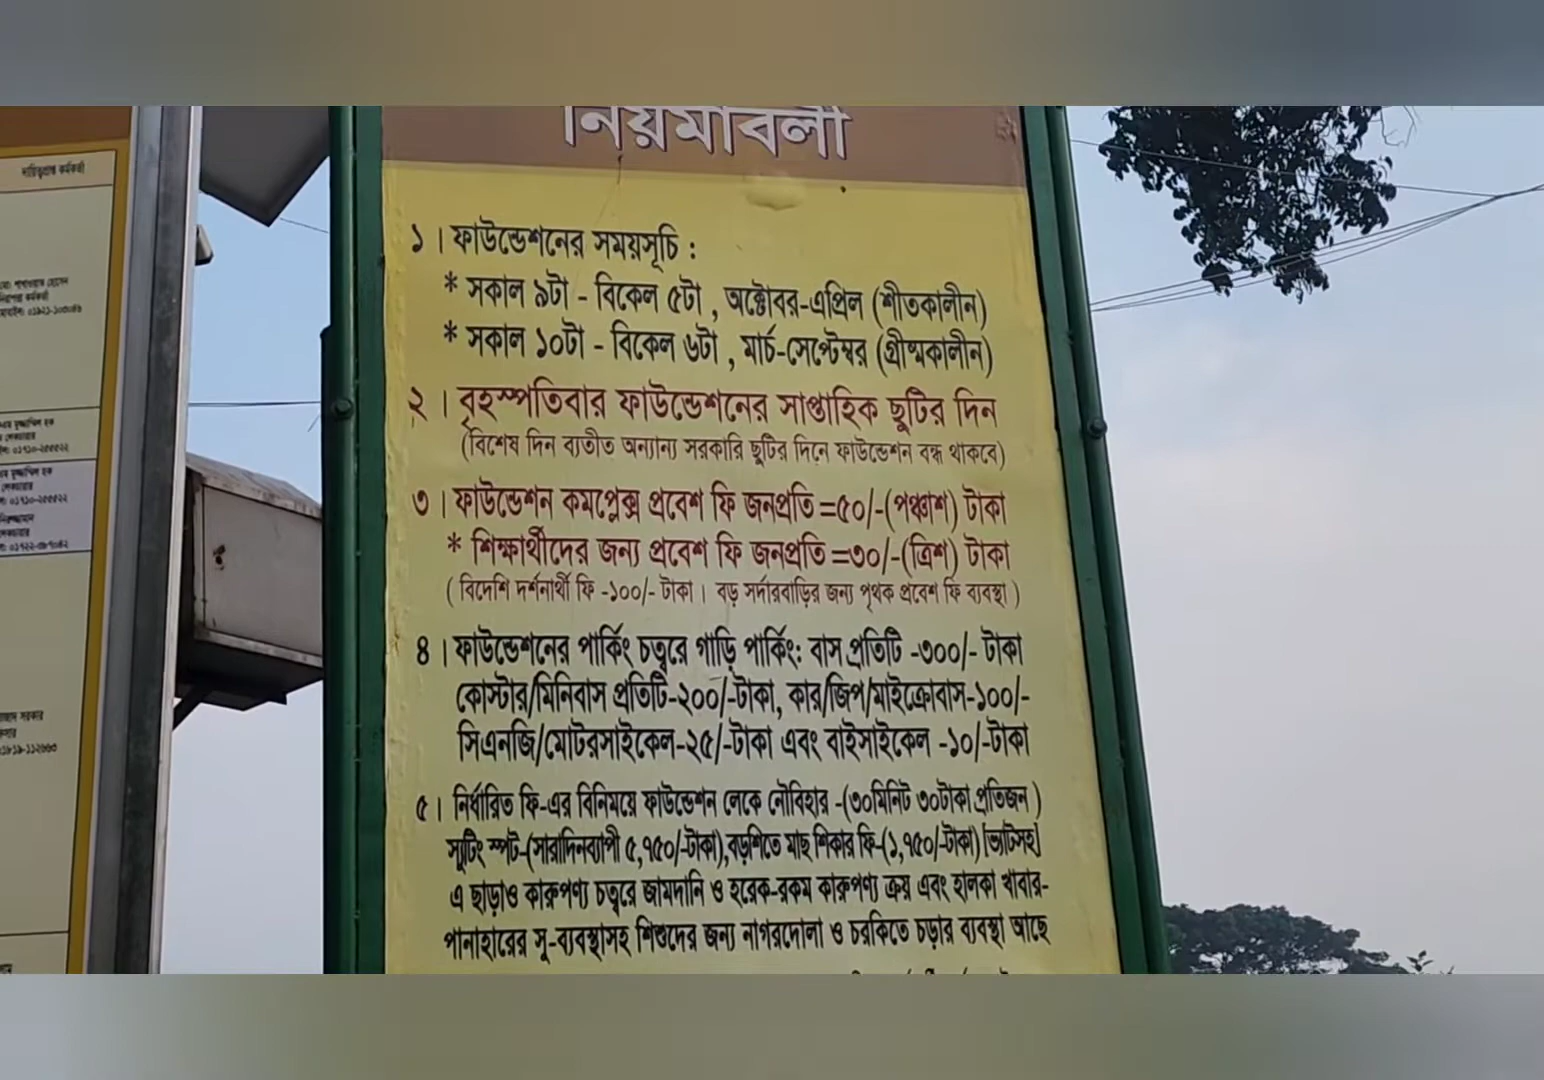 নিয়মাবলী
১। ফাউন্ডেশনের সময়সূচি :
* সকাল ৯টা - বিকেল ৫টা , অক্টোবর-এপ্রিল (শীতকালীন)
* সকাল ১০টা - বিকেল ৬টা , মার্চ-সেপ্টেম্বর (গ্রীষ্মকালীন)
২। বৃহস্পতিবার ফাউন্ডেশনের সাপ্তাহিক ছুটির দিন
(বিশেষ দিন ব্যতীত অন্যান্য সরকারি ছুটির দিনে ফাউন্ডেশন বন্ধ থাকবে)
৩। ফাউন্ডেশন কমপ্লেক্স প্রবেশ ফি জনপ্রতি =৫০/-(পঞ্চাশ) টাকা
* শিক্ষার্থীদের জন্য প্রবেশ ফি জনপ্রতি =৩০/-(ত্রিশ) টাকা
( বিদেশি দর্শনার্থী ফি -১০০/- টাকা। বড় সর্দারবাড়ির জন্য পৃথক প্রবেশ ফি ব্যবস্থা )
৪। ফাউন্ডেশনের পার্কিং চত্বরে গাড়ি পার্কিং: বাস প্রতিটি -৩০০/- টাকা
কোস্টার/মিনিবাস প্রতিটি-২০০/-টাকা, কার/জিপ/মাইক্রোবাস-১০০/-
সিএনজি/মোটরসাইকেল-২৫/-টাকা এবং বাইসাইকেল -১০/-টাকা
৫। নির্ধারিত ফি-এর বিনিময়ে ফাউন্ডেশন লেকে নৌবিহার -(৩০মিনিট ৩০টাকা প্রতিজন )
স্যুটিং স্পট-(সারাদিনব্যাপী ৫,৭৫০/-টাকা),বড়শিতে মাছ শিকার ফি-(১,৭৫০/-টাকা) [ভ্যাটসহ]
এ ছাড়াও কারুপণ্য চত্বরে জামদানি ও হরেক-রকম কারুপণ্য ক্রয় এবং হালকা খাবার-
পানাহারের সু-ব্যবস্থাসহ শিশুদের জন্য নাগরদোলা ও চরকিতে চড়ার ব্যবস্থা আছে
দায়িত্বপ্রাপ্ত কর্মকর্তা